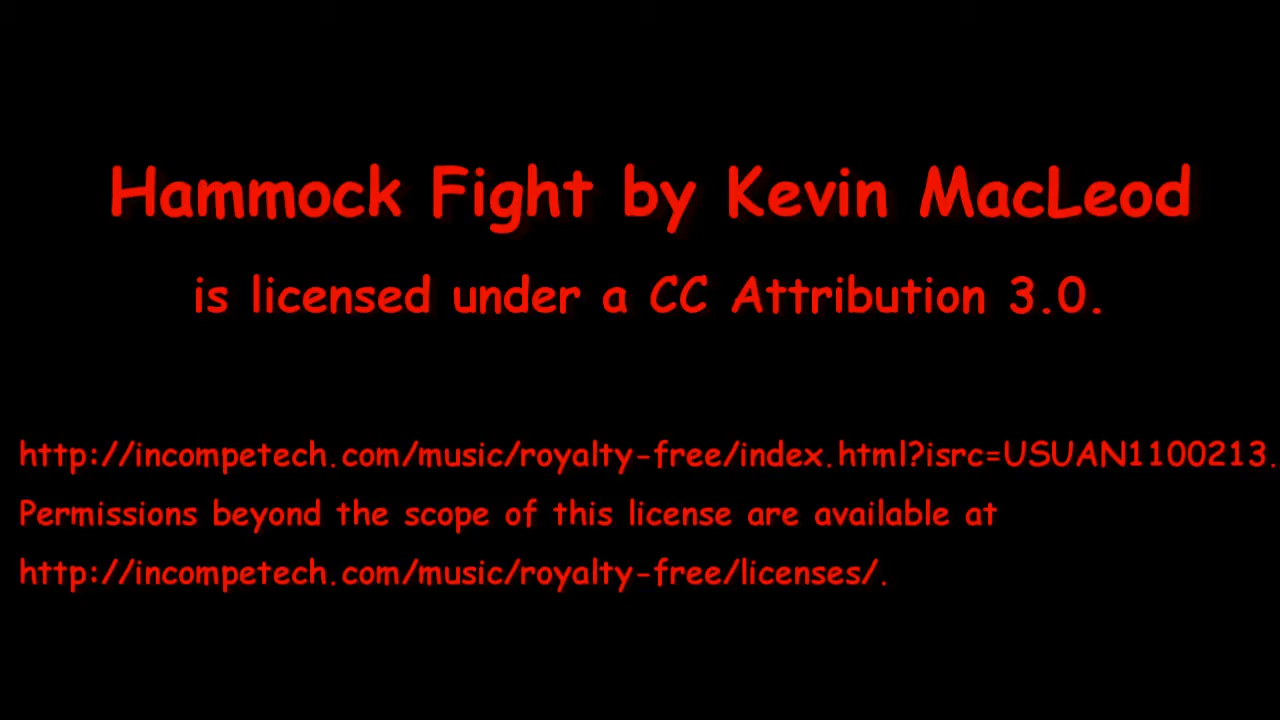 Hammock Fight by Kevin MacLeod
is licensed under a CC Attribution 3.0.
http://incompetech.com/music/royalty-free/index.html?isrc=USUAN1100213.
Permissions beyond the scope of this license are available at
http://incompetech.com/music/royalty-free/licenses/.